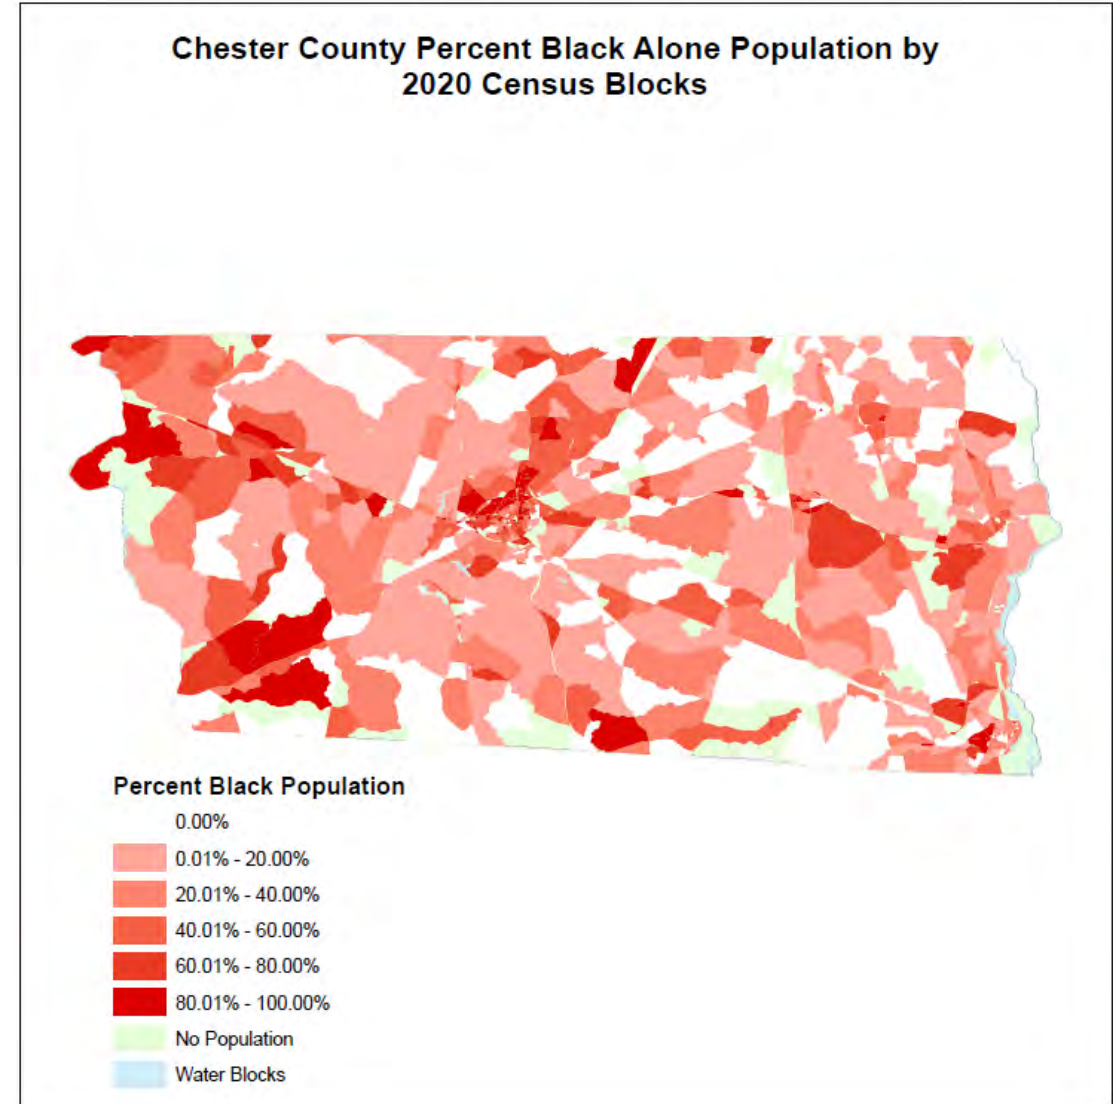 Chester County Percent Black Alone Population by
2020 Census Blocks
Percent Black Population
0.00%
0.01% - 20.00%
20.01% - 40.00%
40.01% - 60.00%
60.01% - 80.00%
80.01% - 100.00%
No Population
Water Blocks